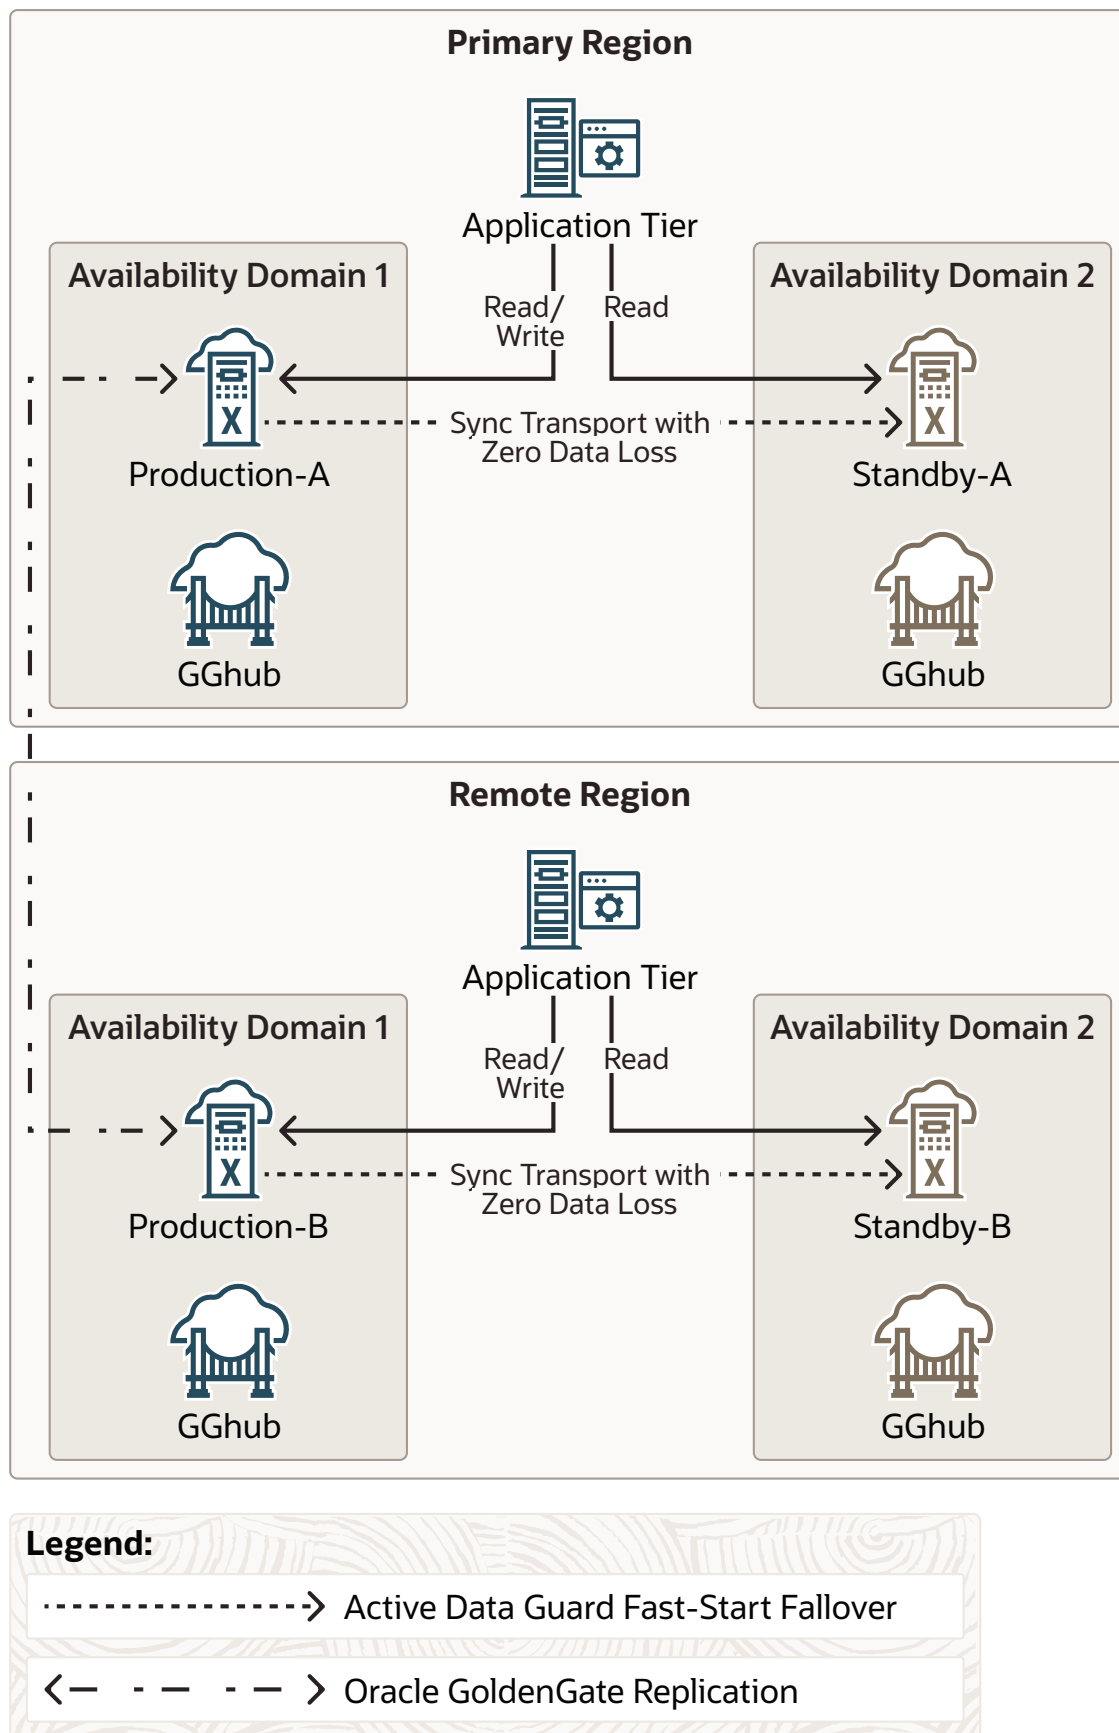 Primary Region
Application Tier
Availability Domain 1
Availability Domain 2
Read/
Write
Read
X
X
Sync Transport with
Zero Data Loss
Production-A
Standby-A
GGhub
GGhub
Remote Region
Application Tier
Availability Domain 1
Availability Domain 2
Read/
Write
Read
X
X
Sync Transport with
Zero Data Loss
Production-B
Standby-B
GGhub
GGhub
Legend:
Active Data Guard Fast-Start Fallover
Oracle GoldenGate Replication